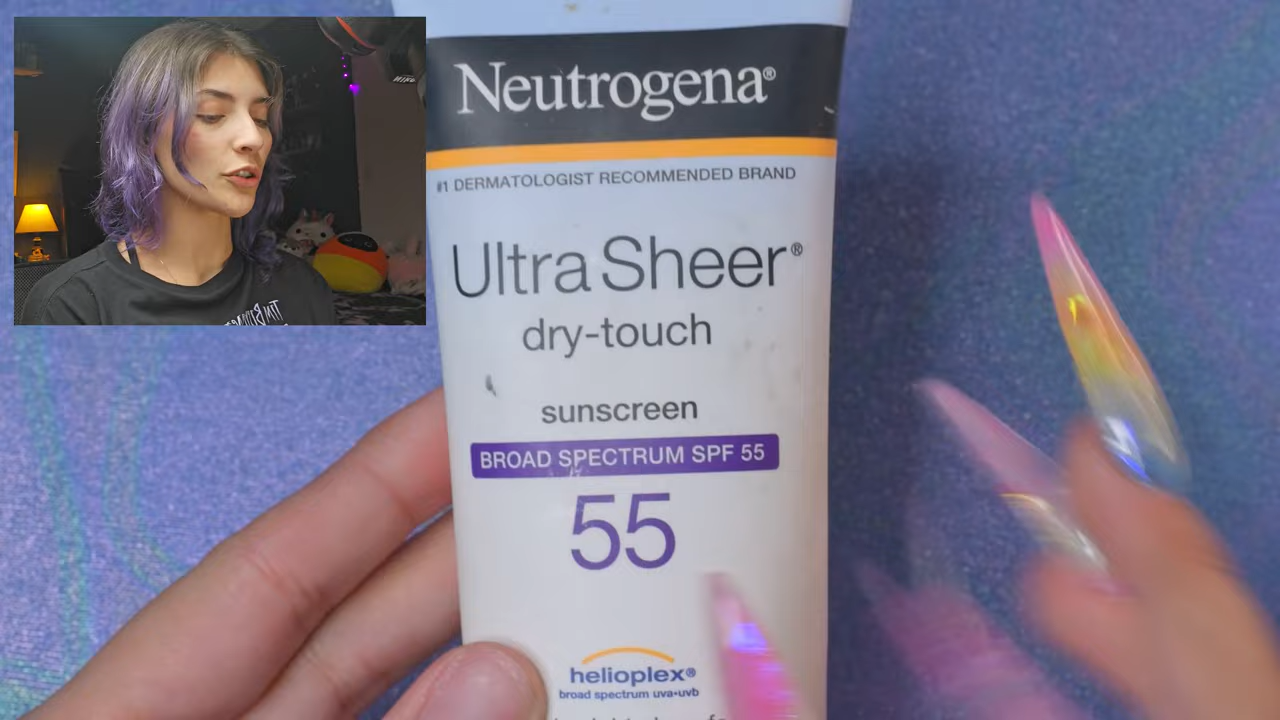 Neutrogena®
#1 DERMATOLOGIST RECOMMENDED BRAND
Ultra Sheer®
dry-touch
sunscreen
BROAD SPECTRUM SPF 55
55
helioplex®
broad spectrum uva•uvb